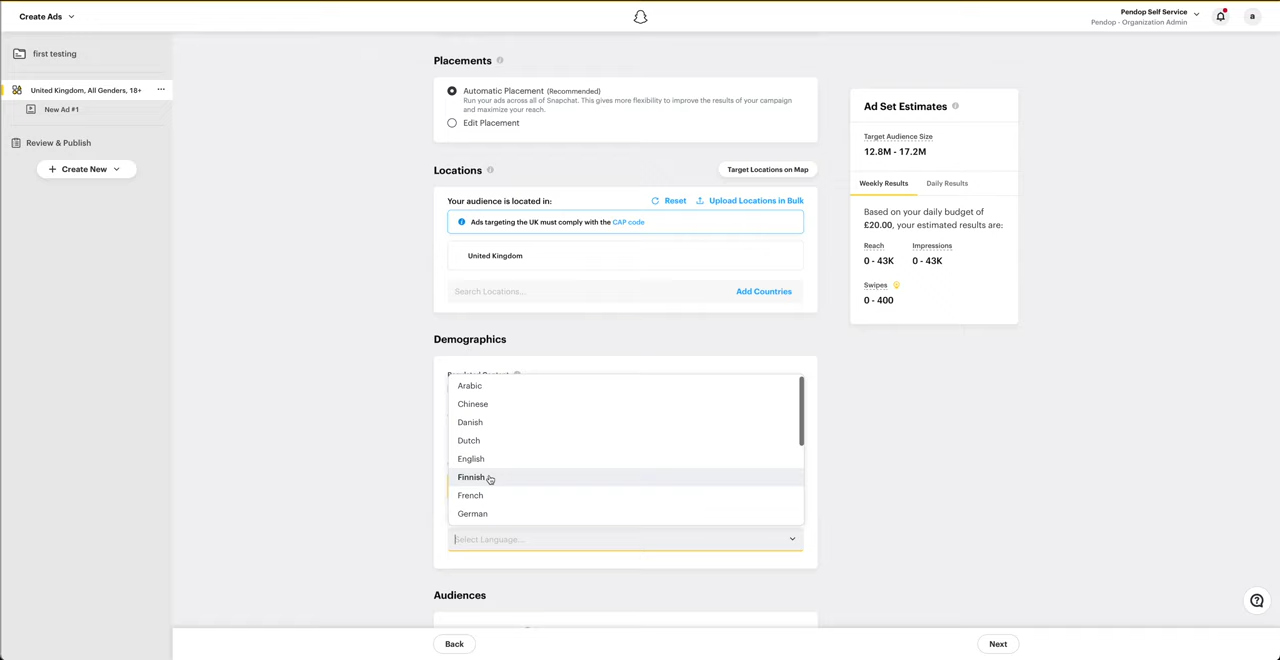 Create Ads
Pendop Self Service
Pendop - Organization Admin
a
first testing
United Kingdom, All Genders, 18+
New Ad #1
Review & Publish
+ Create New
Placements
Automatic Placement (Recommended)
Run your ads across all of Snapchat. This gives more flexibility to improve the results of your campaign
and maximize your reach.
Edit Placement
Locations
Target Locations on Map
Your audience is located in:
Reset
Upload Locations in Bulk
Ads targeting the UK must comply with the CAP code
United Kingdom
Search Locations...
Add Countries
Demographics
Arabic
Chinese
Danish
Dutch
English
Finnish
French
German
Select Language...
Audiences
Back
Next
Ad Set Estimates
Target Audience Size
12.8M - 17.2M
Weekly Results
Daily Results
Based on your daily budget of
£20.00, your estimated results are:
Reach
Impressions
0 - 43K
0 - 43K
Swipes
0 - 400